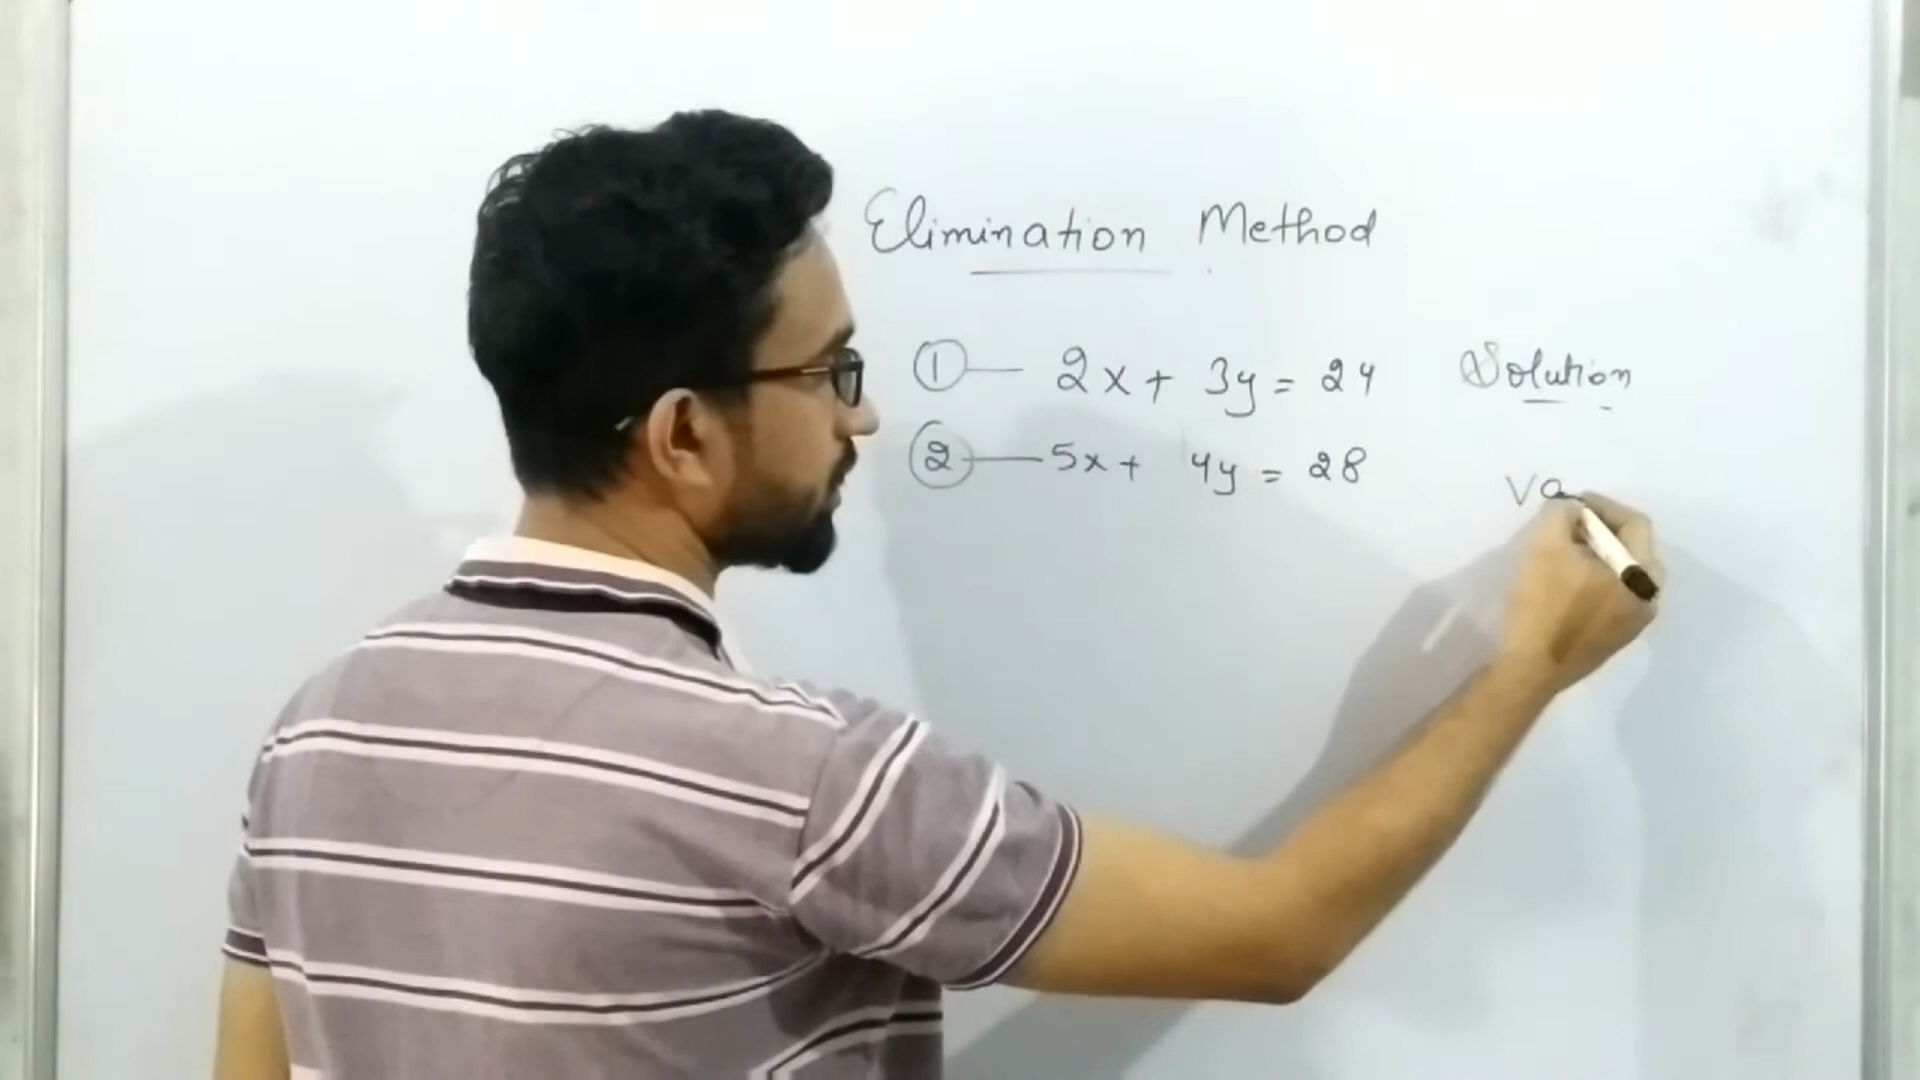 Elimination Method
① — 2x + 3y = 24
② — 5x + 4y = 28
Solution
Va